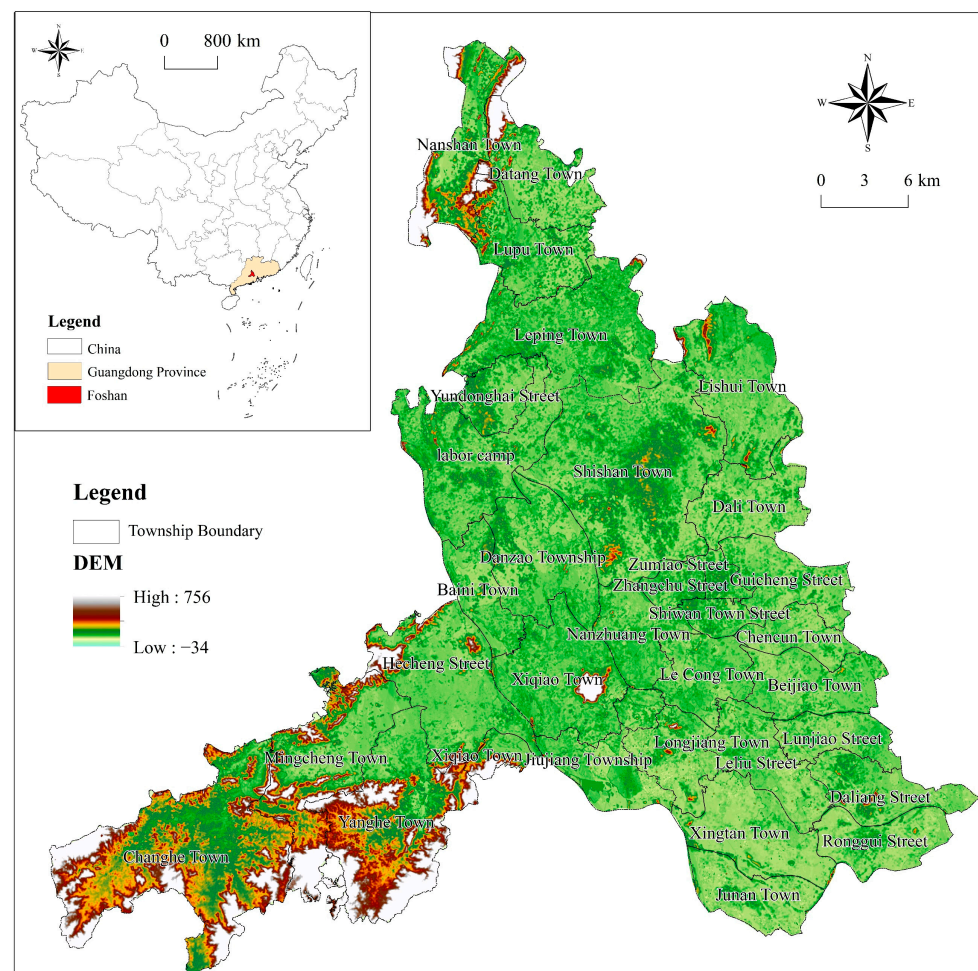 N
W E
S
0 800 km
Legend
China
Guangdong Province
Foshan
N
W E
S
0 3 6 km
Nanshan Town
Datang Town
Lupu Town
Leping Town
Lishui Town
Yundonghai Street
labor camp
Shishan Town
Dali Town
Legend
Township Boundary
DEM
High : 756
Low : −34
Danzao Township
Zumiao Street
Guicheng Street
Zhangchu Street
Baini Town
Shiwan Town Street
Nanzhuang Town
Chencun Town
Hecheng Street
Xiqiao Town
Le Cong Town
Beijiao Town
Mingcheng Town
Xiqiao Town
Jiujiang Township
Longjiang Town
Lunjiao Street
Leliu Street
Daliang Street
Yanghe Town
Xingtan Town
Ronggui Street
Changhe Town
Junan Town